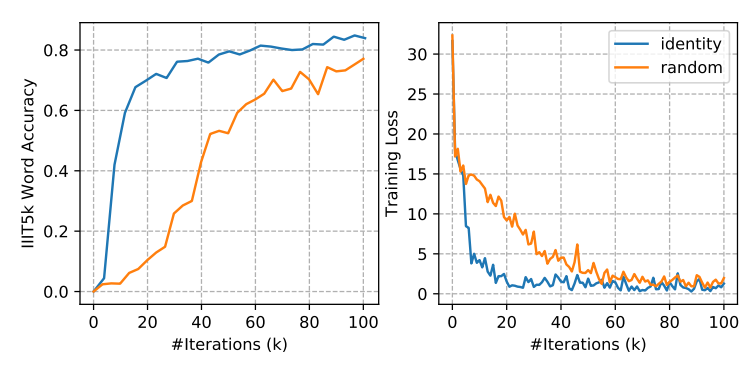 IIIT5k Word Accuracy
0.8
0.6
0.4
0.2
0.0
0 20 40 60 80 100
#Iterations (k)
Training Loss
30
25
20
15
10
5
0
0 20 40 60 80 100
#Iterations (k)
identity
random